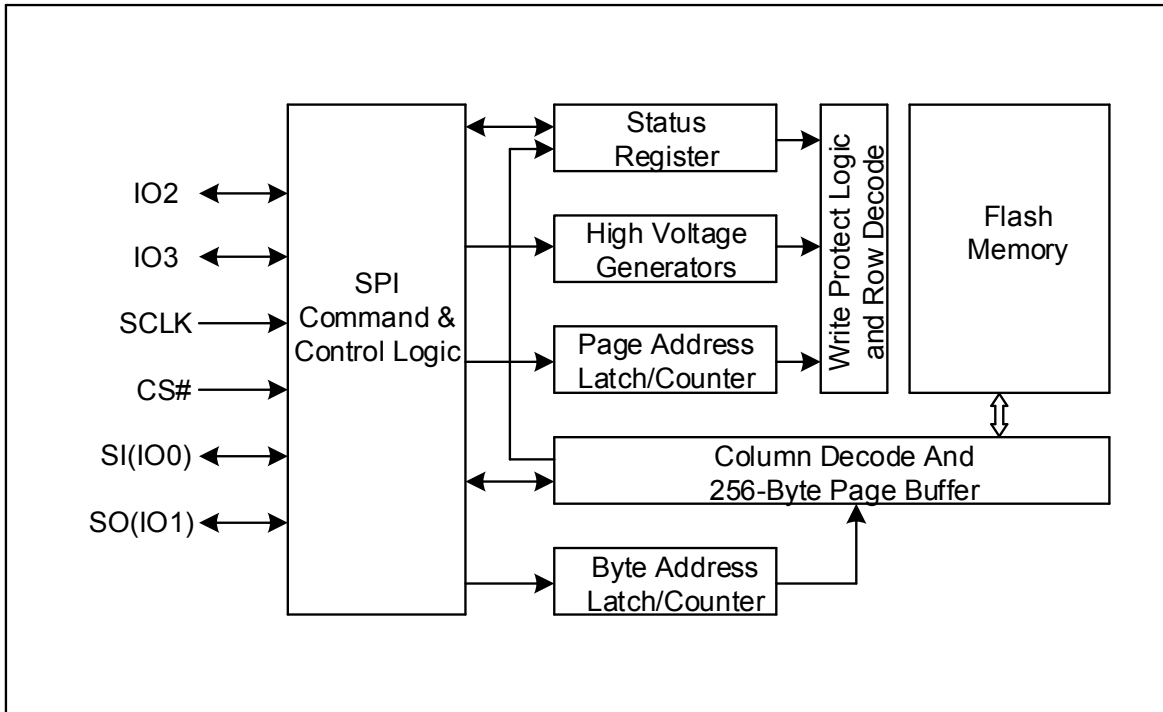 IO2
IO3
SCLK
CS#
SI(IO0)
SO(IO1)
SPI
Command &
Control Logic
Status
Register
High Voltage
Generators
Page Address
Latch/Counter
Write Protect Logic
and Row Decode
Flash
Memory
Column Decode And
256-Byte Page Buffer
Byte Address
Latch/Counter